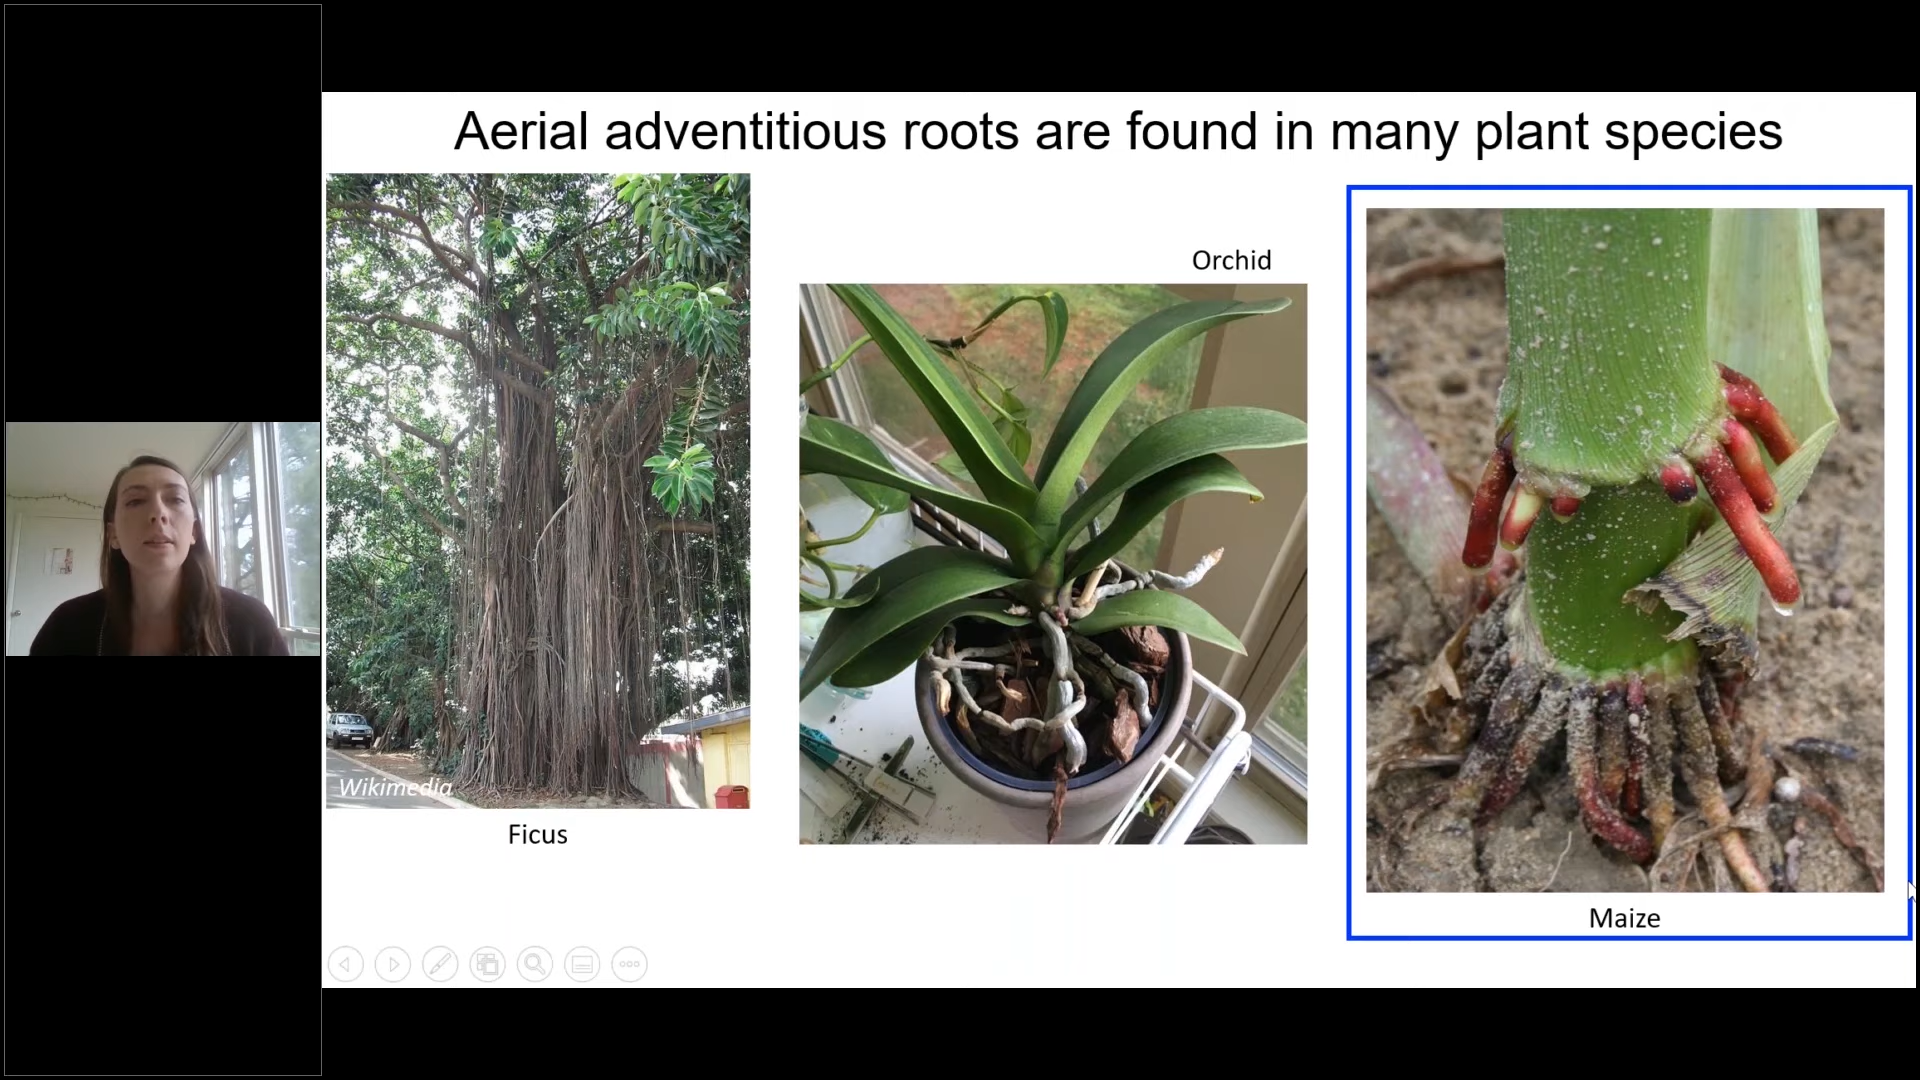 Aerial adventitious roots are found in many plant species
Orchid
Wikimedia
Ficus
Maize